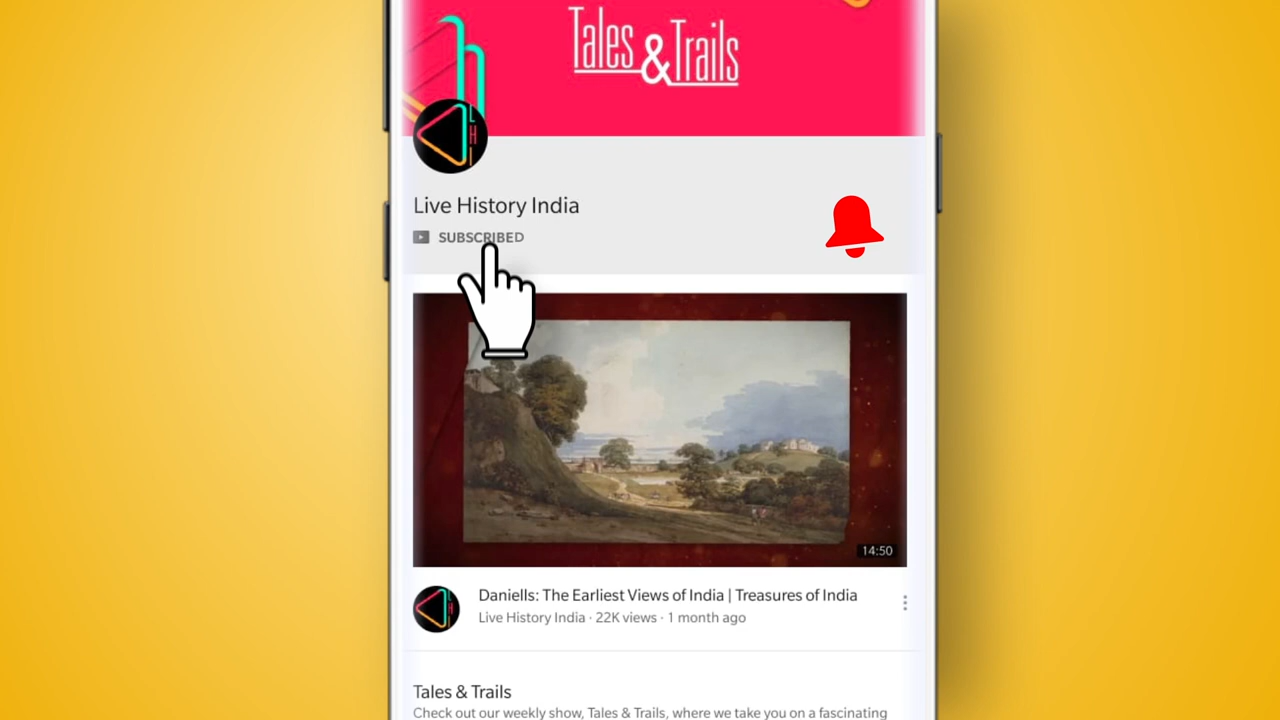 Tales & Trails
LHI
Live History India
SUBSCRIBED
14:50
Daniells: The Earliest Views of India | Treasures of India
LHI
Live History India · 22K views · 1 month ago
Tales & Trails
Check out our weekly show, Tales & Trails, where we take you on a fascinating